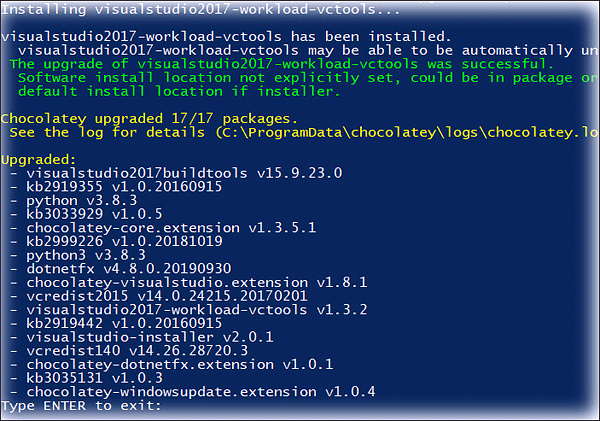 Installing visualstudio2017-workload-vctools...
visualstudio2017-workload-vctools has been installed.
visualstudio2017-workload-vctools may be able to be automatically un
The upgrade of visualstudio2017-workload-vctools was successful.
Software install location not explicitly set, could be in package or
default install location if installer.
Chocolatey upgraded 17/17 packages.
See the log for details (C:\ProgramData\chocolatey\logs\chocolatey.lo
Upgraded:
- visualstudio2017buildtools v15.9.23.0
- kb2919355 v1.0.20160915
- python v3.8.3
- kb3033929 v1.0.5
- chocolatey-core.extension v1.3.5.1
- kb2999226 v1.0.20181019
- python3 v3.8.3
- dotnetfx v4.8.0.20190930
- chocolatey-visualstudio.extension v1.8.1
- vcredist2015 v14.0.24215.20170201
- visualstudio2017-workload-vctools v1.3.2
- kb2919442 v1.0.20160915
- visualstudio-installer v2.0.1
- vcredist140 v14.26.28720.3
- chocolatey-dotnetfx.extension v1.0.1
- kb3035131 v1.0.3
- chocolatey-windowsupdate.extension v1.0.4
Type ENTER to exit: